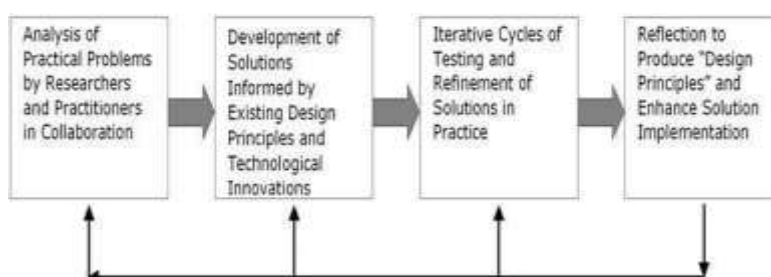 Analysis of
Practical Problems
by Researchers
and Practitioners
in Collaboration
Development of
Solutions
Informed by
Existing Design
Principles and
Technological
Innovations
Iterative Cycles of
Testing and
Refinement of
Solutions in
Practice
Reflection to
Produce "Design
Principles" and
Enhance Solution
Implementation